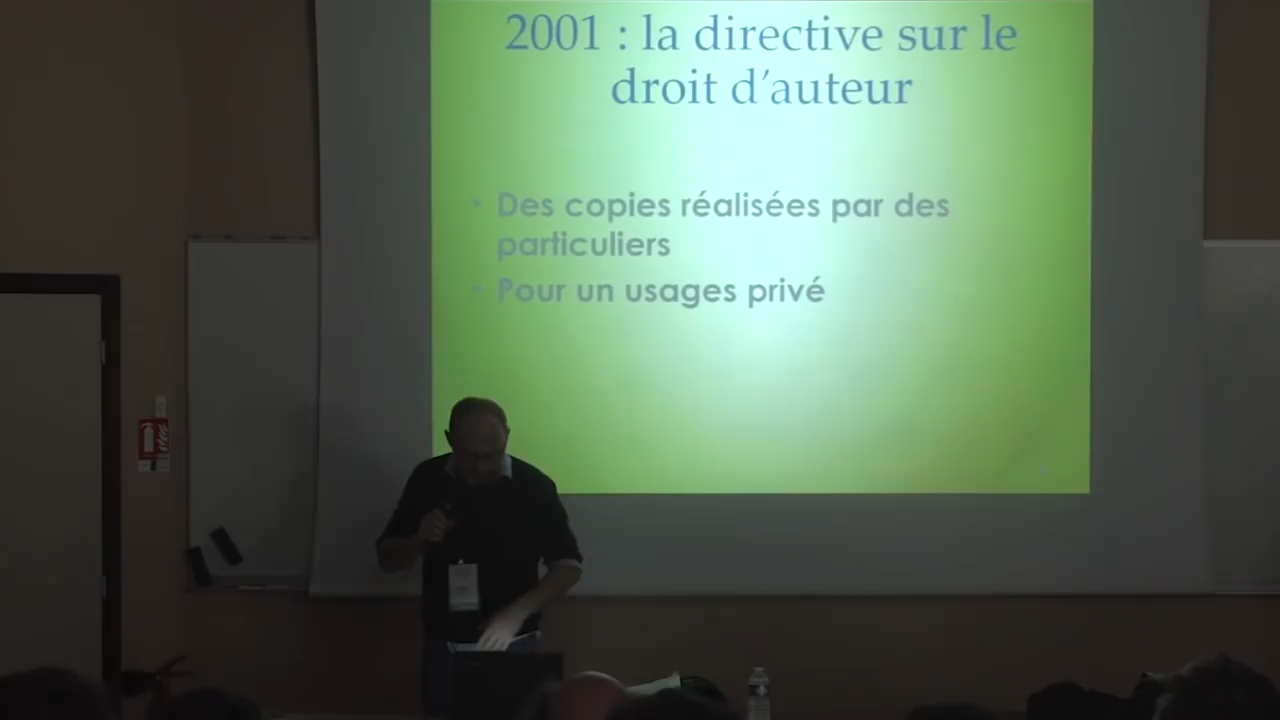 2001 : la directive sur le
droit d'auteur
• Des copies réalisées par des
particuliers
• Pour un usages privé